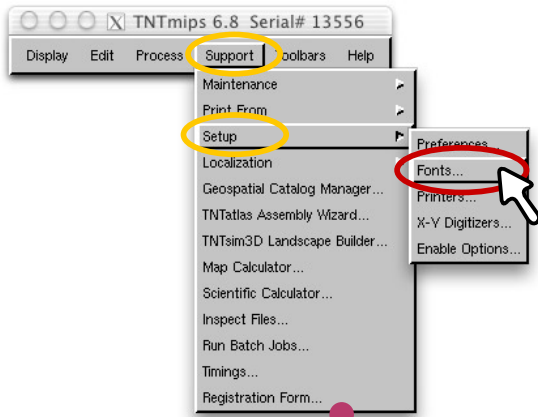 TNTmips 6.8 Serial# 13556
Display Edit Process Support Toolbars Help
Maintenance
Print From
Setup
Localization
Geospatial Catalog Manager...
TNTatlas Assembly Wizard...
TNTsim3D Landscape Builder...
Map Calculator...
Scientific Calculator...
Inspect Files...
Run Batch Jobs...
Timings...
Registration Form...
Preferences...
Fonts...
Printers...
X-Y Digitizers...
Enable Options...